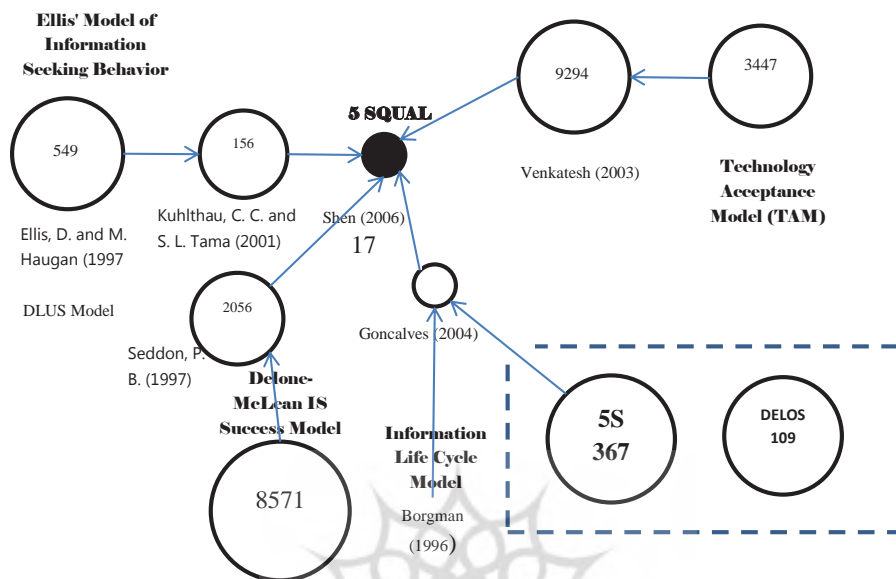 Ellis' Model of
Information
Seeking Behavior
549
156
5 SQUAL
9294
3447
Venkatesh (2003)
Technology
Acceptance
Model (TAM)
Ellis, D. and M.
Haugan (1997
Kuhlthau, C. C. and
S. L. Tama (2001)
Shen (2006)
17
DLUS Model
2056
Goncalves (2004)
Seddon, P.
B. (1997)
Delone-
McLean IS
Success Model
8571
Information
Life Cycle
Model
Borgman
(1996)
5S
367
DELOS
109